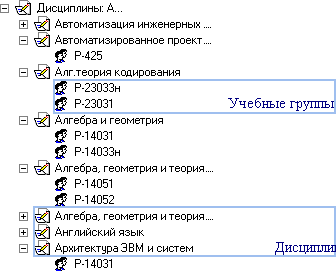 Дисциплины: А...
Автоматизация инженерных ...
Автоматизированное проект...
Р-425
Алг.теория кодирования
Р-23033н
Р-23031 Учебные группы
Алгебра и геометрия
Р-14031
Р-14033н
Алгебра, геометрия и теория...
Р-14051
Р-14052
Алгебра, геометрия и теория...
Английский язык
Архитектура ЭВМ и систем Дисципли
Р-14031